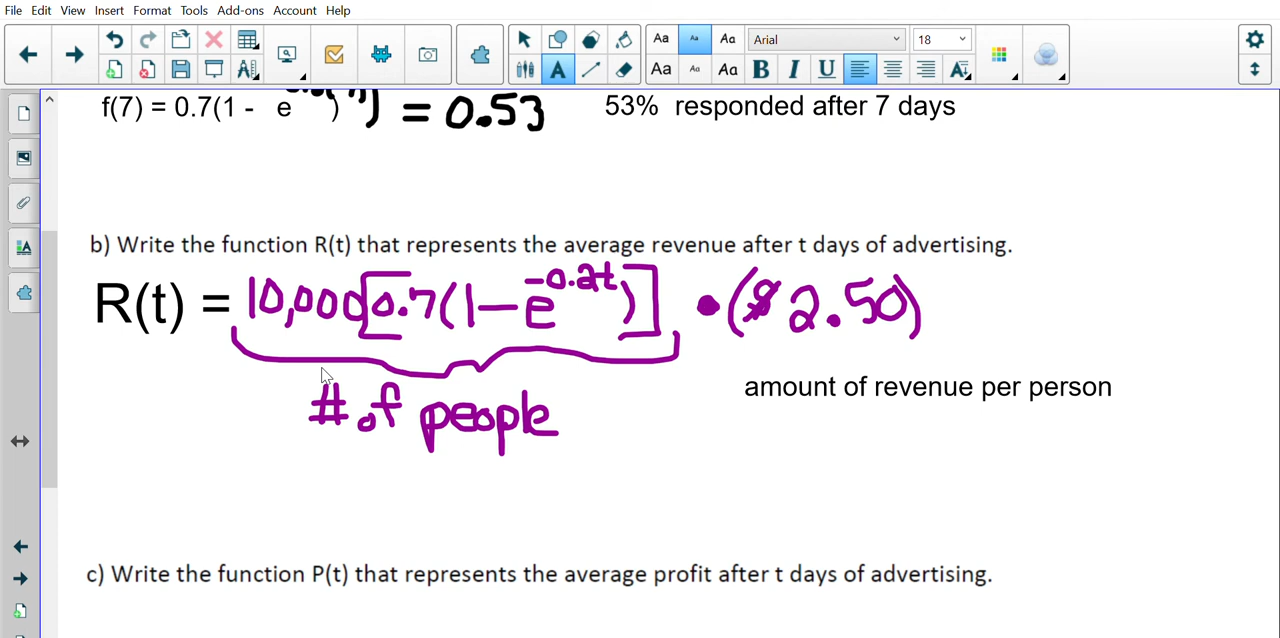 File Edit View Insert Format Tools Add-ons Account Help
Aa Aa Aa Arial 18
Aa Aa Aa B I U
f(7) = 0.7(1 - e ) ) = 0.53 53% responded after 7 days
b) Write the function R(t) that represents the average revenue after t days of advertising.
R(t) = 10,000[0.7(1-e^-0.2t)] • ($2.50)
amount of revenue per person
# of people
c) Write the function P(t) that represents the average profit after t days of advertising.